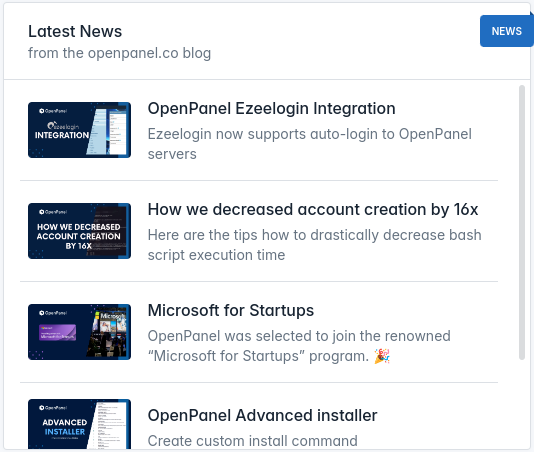 Latest News
NEWS
from the openpanel.co blog
OpenPanel
ezeelogin
INTEGRATION
OpenPanel Ezeelogin Integration
Ezeelogin now supports auto-login to OpenPanel
servers
OpenPanel
HOW WE DECREASED
ACCOUNT CREATION
BY 16X
How we decreased account creation by 16x
Here are the tips how to drastically decrease bash
script execution time
OpenPanel
Microsoft
Microsoft for Startups
OpenPanel was selected to join the renowned
“Microsoft for Startups” program. 🎉
OpenPanel
ADVANCED
INSTALLER
OpenPanel Advanced installer
Create custom install command